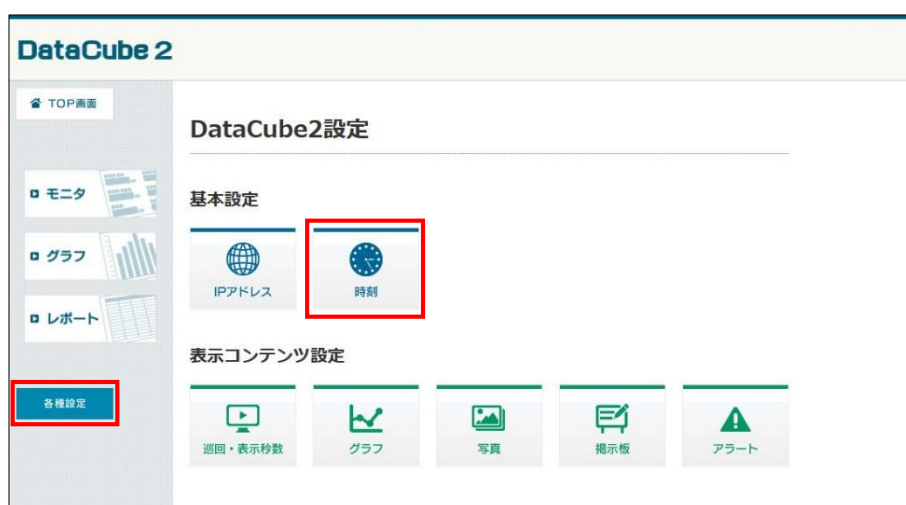 DataCube 2
TOP画面
DataCube2設定
モニタ
基本設定
グラフ
IPアドレス
時刻
レポート
表示コンテンツ設定
各種設定
巡回・表示秒数
グラフ
写真
掲示板
アラート